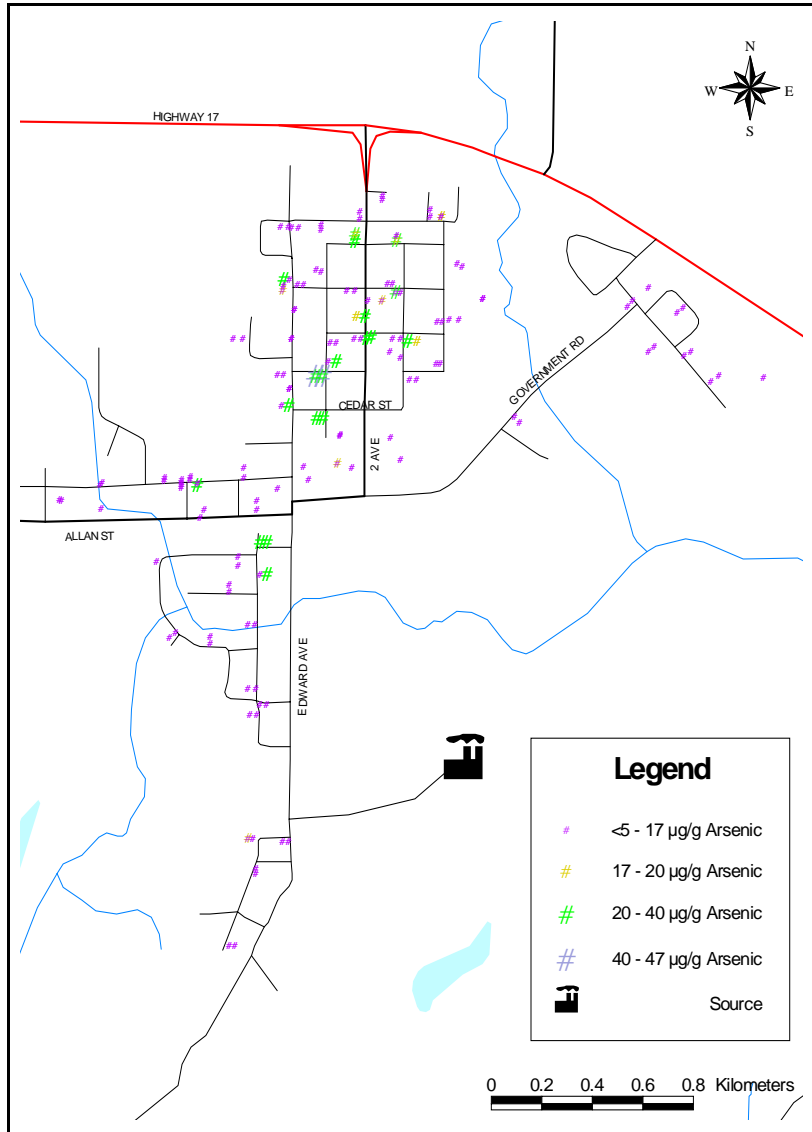 N
W E
S
HIGHWAY 17
GOVERNMENT RD
CEDAR ST
2 AVE
ALLAN ST
EDWARD AVE
Legend
# <5 - 17 µg/g Arsenic
# 17 - 20 µg/g Arsenic
# 20 - 40 µg/g Arsenic
# 40 - 47 µg/g Arsenic
Source
0 0.2 0.4 0.6 0.8 Kilometers